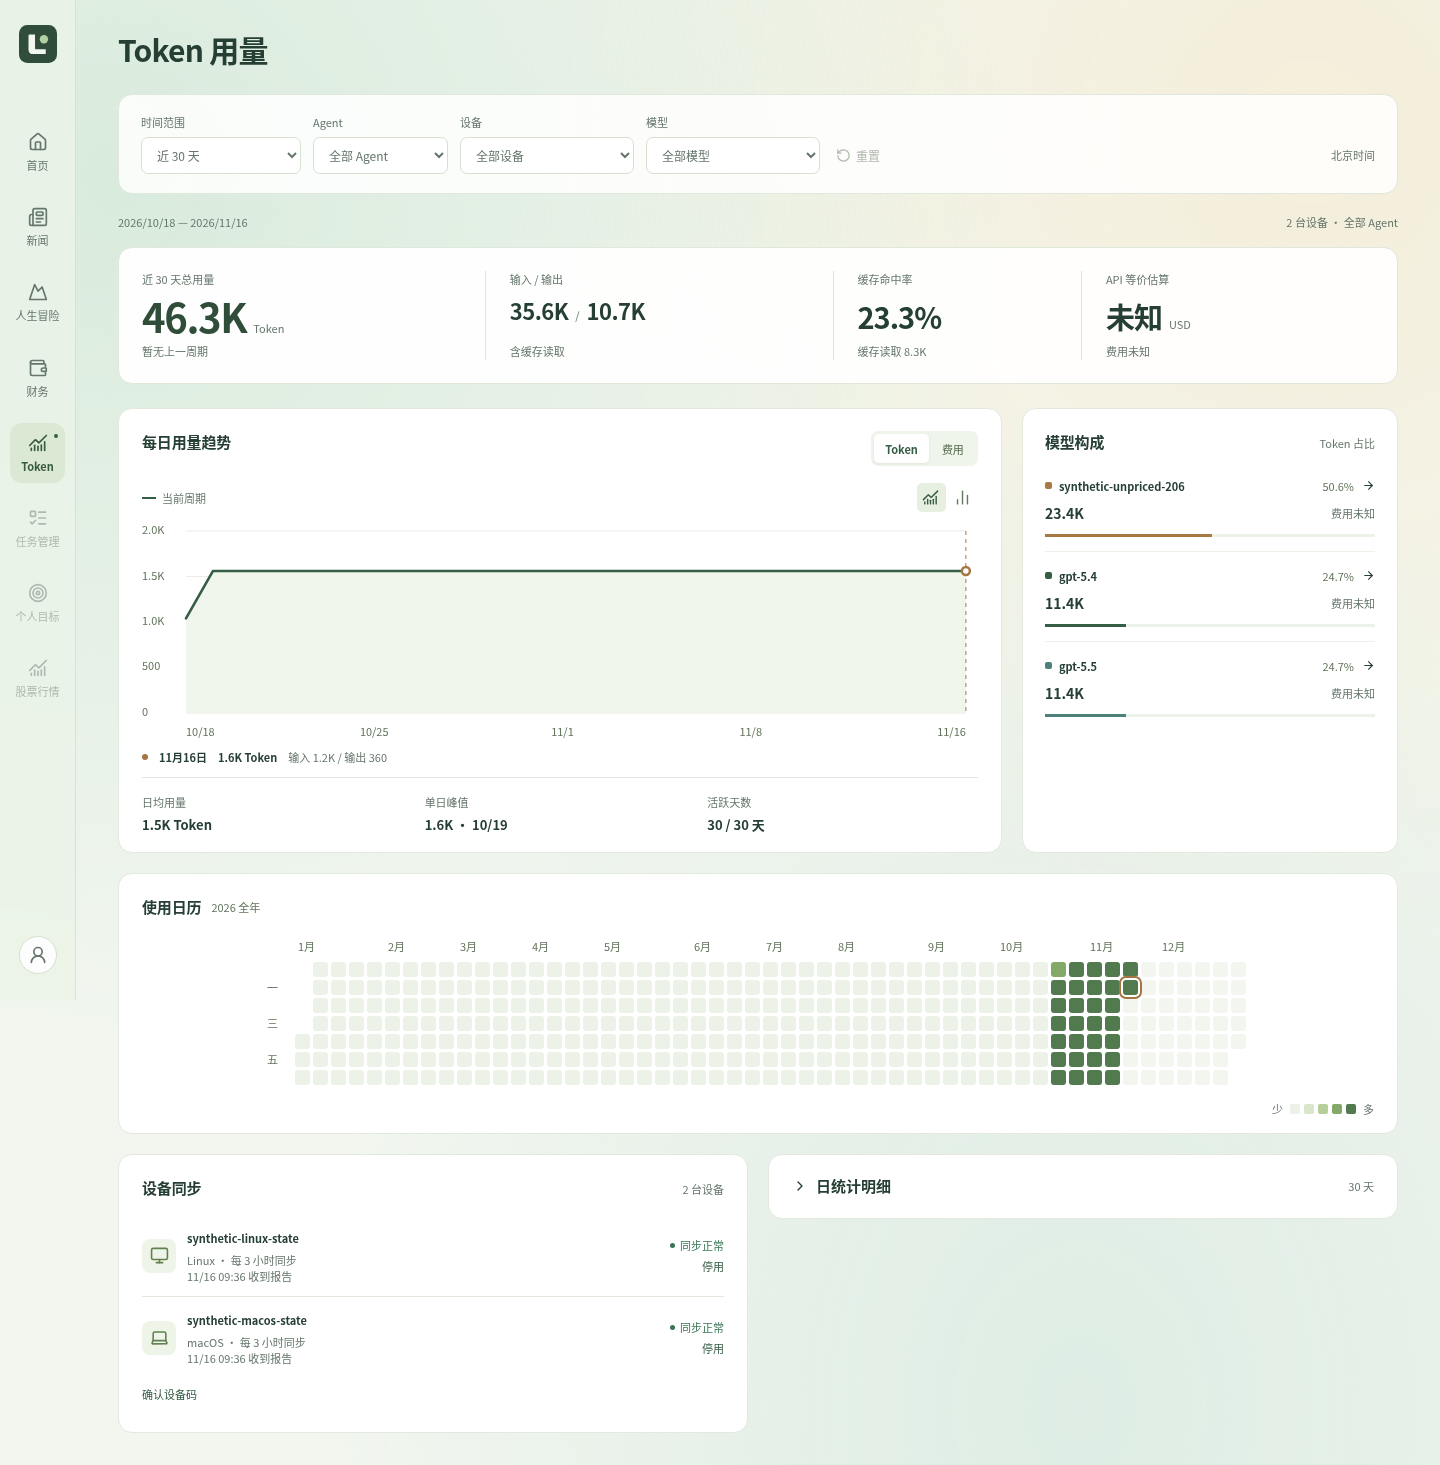 Token 用量
首页
新闻
人生冒险
财务
Token
任务管理
个人目标
股票行情
时间范围
Agent
设备
模型
近 30 天
全部 Agent
全部设备
全部模型
重置
北京时间
2026/10/18 — 2026/11/16
2 台设备 · 全部 Agent
近 30 天总用量
46.3K Token
暂无上一周期
输入 / 输出
35.6K / 10.7K
含缓存读取
缓存命中率
23.3%
缓存读取 8.3K
API 等价估算
未知 USD
费用未知
每日用量趋势
Token 费用
当前周期
2.0K
1.5K
1.0K
500
0
10/18 10/25 11/1 11/8 11/16
11月16日 1.6K Token 输入 1.2K / 输出 360
日均用量
1.5K Token
单日峰值
1.6K · 10/19
活跃天数
30 / 30 天
模型构成 Token 占比
synthetic-unpriced-206 50.6%
23.4K 费用未知
gpt-5.4 24.7%
11.4K 费用未知
gpt-5.5 24.7%
11.4K 费用未知
使用日历 2026 全年
1月 2月 3月 4月 5月 6月 7月 8月 9月 10月 11月 12月
一
三
五
少 多
设备同步 2 台设备
synthetic-linux-state
Linux · 每 3 小时同步
11/16 09:36 收到报告
同步正常
停用
synthetic-macos-state
macOS · 每 3 小时同步
11/16 09:36 收到报告
同步正常
停用
确认设备码
日统计明细 30 天